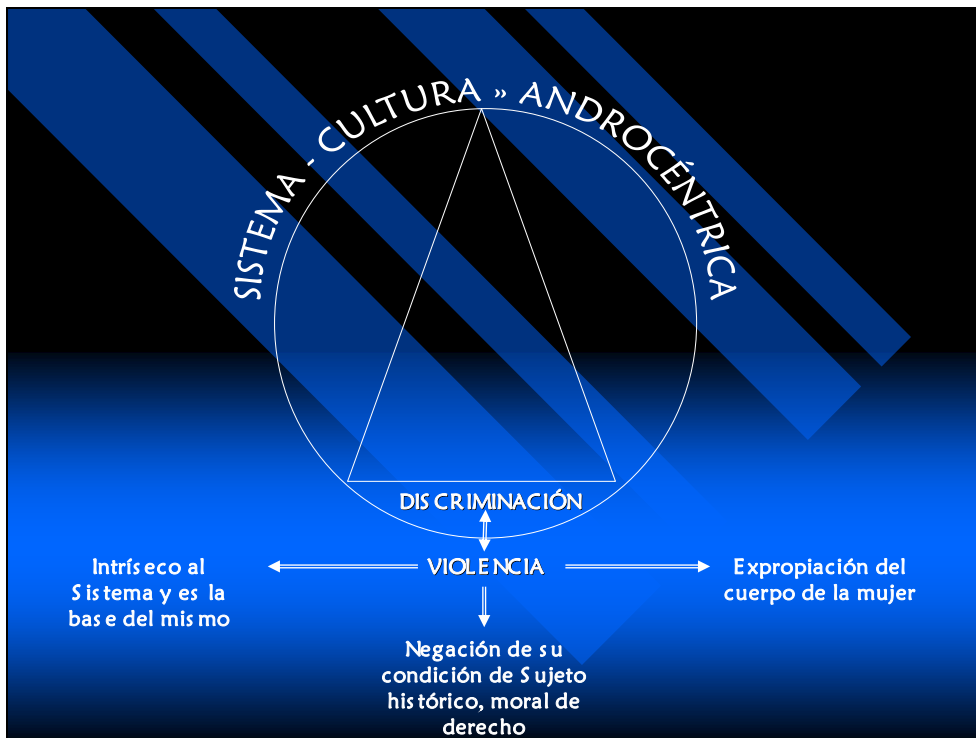 SISTEMA - CULTURA » ANDROCÉNTRICA
DISCRIMINACIÓN
VIOLENCIA
Intríseco al
Sistema y es la
base del mismo
Expropiación del
cuerpo de la mujer
Negación de su
condición de Sujeto
histórico, moral de
derecho